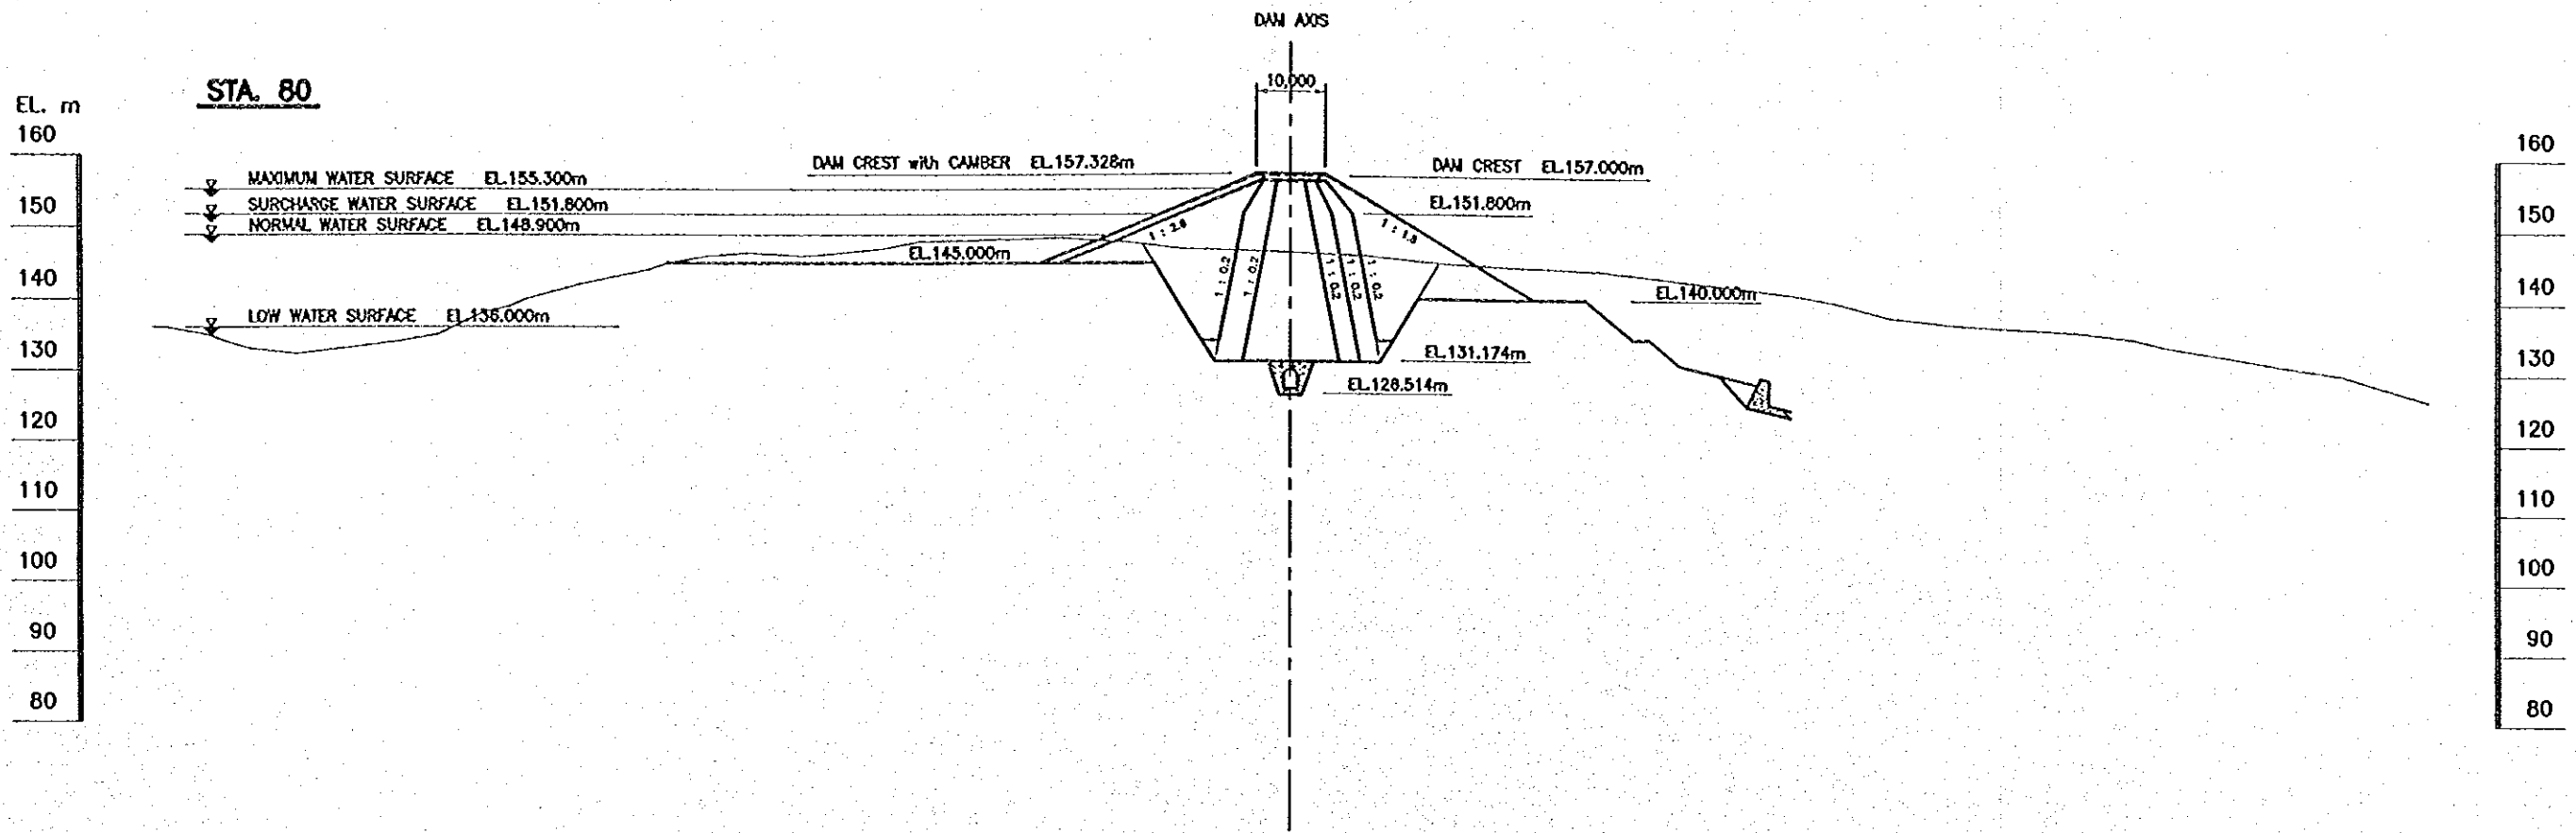 DAM AXIS
STA. 80
10,000
EL. m
160
160
DAM CREST with CAMBER EL.157.328m
DAM CREST EL.157.000m
MAXIMUM WATER SURFACE EL.155.300m
150
SURCHARGE WATER SURFACE EL.151.800m
EL.151.800m
150
NORMAL WATER SURFACE EL.148.900m
1 : 2.6
1 : 1.8
EL.145.000m
140
1 : 0.2
1 : 0.2
1 : 0.2
1 : 0.2
1 : 0.2
EL.140.000m
140
LOW WATER SURFACE EL.136.000m
130
EL.131.174m
130
EL.128.514m
120
120
110
110
100
100
90
90
80
80